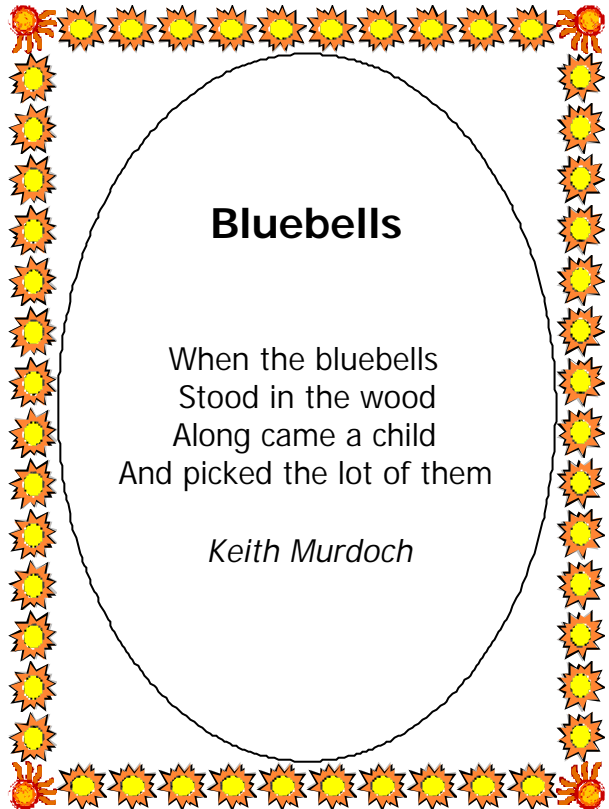 Bluebells
When the bluebells
Stood in the wood
Along came a child
And picked the lot of them
Keith Murdoch